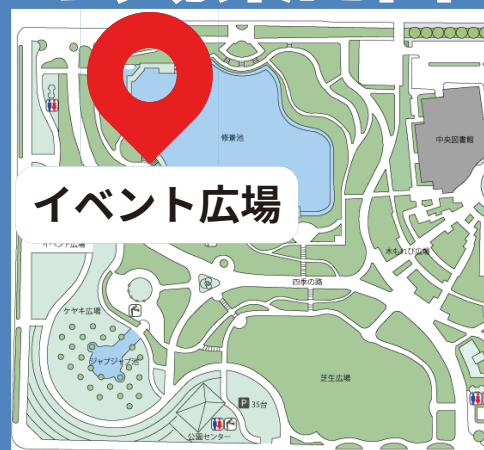 修景池
中央図書館
イベント広場
イベント広場
木もれび広場
四季の路
ケヤキ広場
ジャブジャブ池
芝生広場
P 35台
公園センター